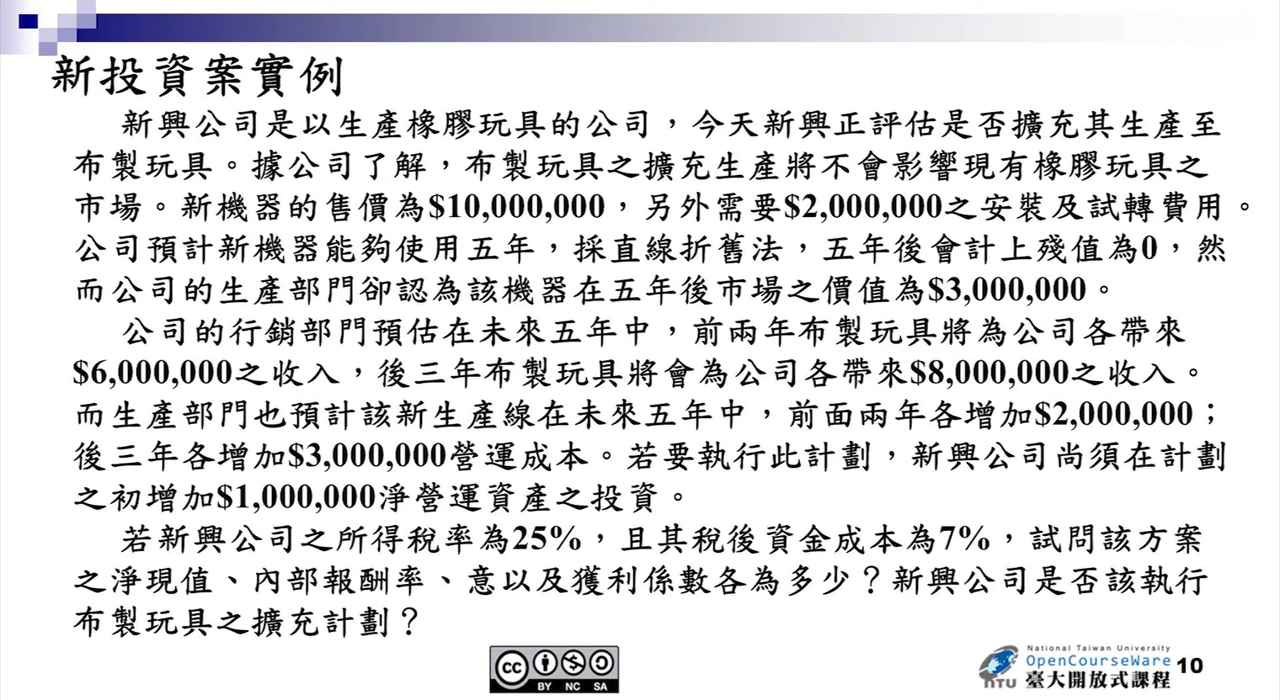 新投資案實例
新興公司是以生產橡膠玩具的公司，今天新興正評估是否擴充其生產至
布製玩具。據公司了解，布製玩具之擴充生產將不會影響現有橡膠玩具之
市場。新機器的售價為$10,000,000，另外需要$2,000,000之安裝及試轉費用。
公司預計新機器能夠使用五年，採直線折舊法，五年後會計上殘值為0，然
而公司的生產部門卻認為該機器在五年後市場之價值為$3,000,000。
公司的行銷部門預估在未來五年中，前兩年布製玩具將為公司各帶來
$6,000,000之收入，後三年布製玩具將會為公司各帶來$8,000,000之收入。
而生產部門也預計該新生產線在未來五年中，前面兩年各增加$2,000,000；
後三年各增加$3,000,000營運成本。若要執行此計劃，新興公司尚須在計劃
之初增加$1,000,000淨營運資產之投資。
若新興公司之所得稅率為25%，且其稅後資金成本為7%，試問該方案
之淨現值、內部報酬率、意以及獲利係數各為多少？新興公司是否該執行
布製玩具之擴充計劃？
cc BY NC SA
National Taiwan University
OpenCourseWare
NTU 臺大開放式課程
10